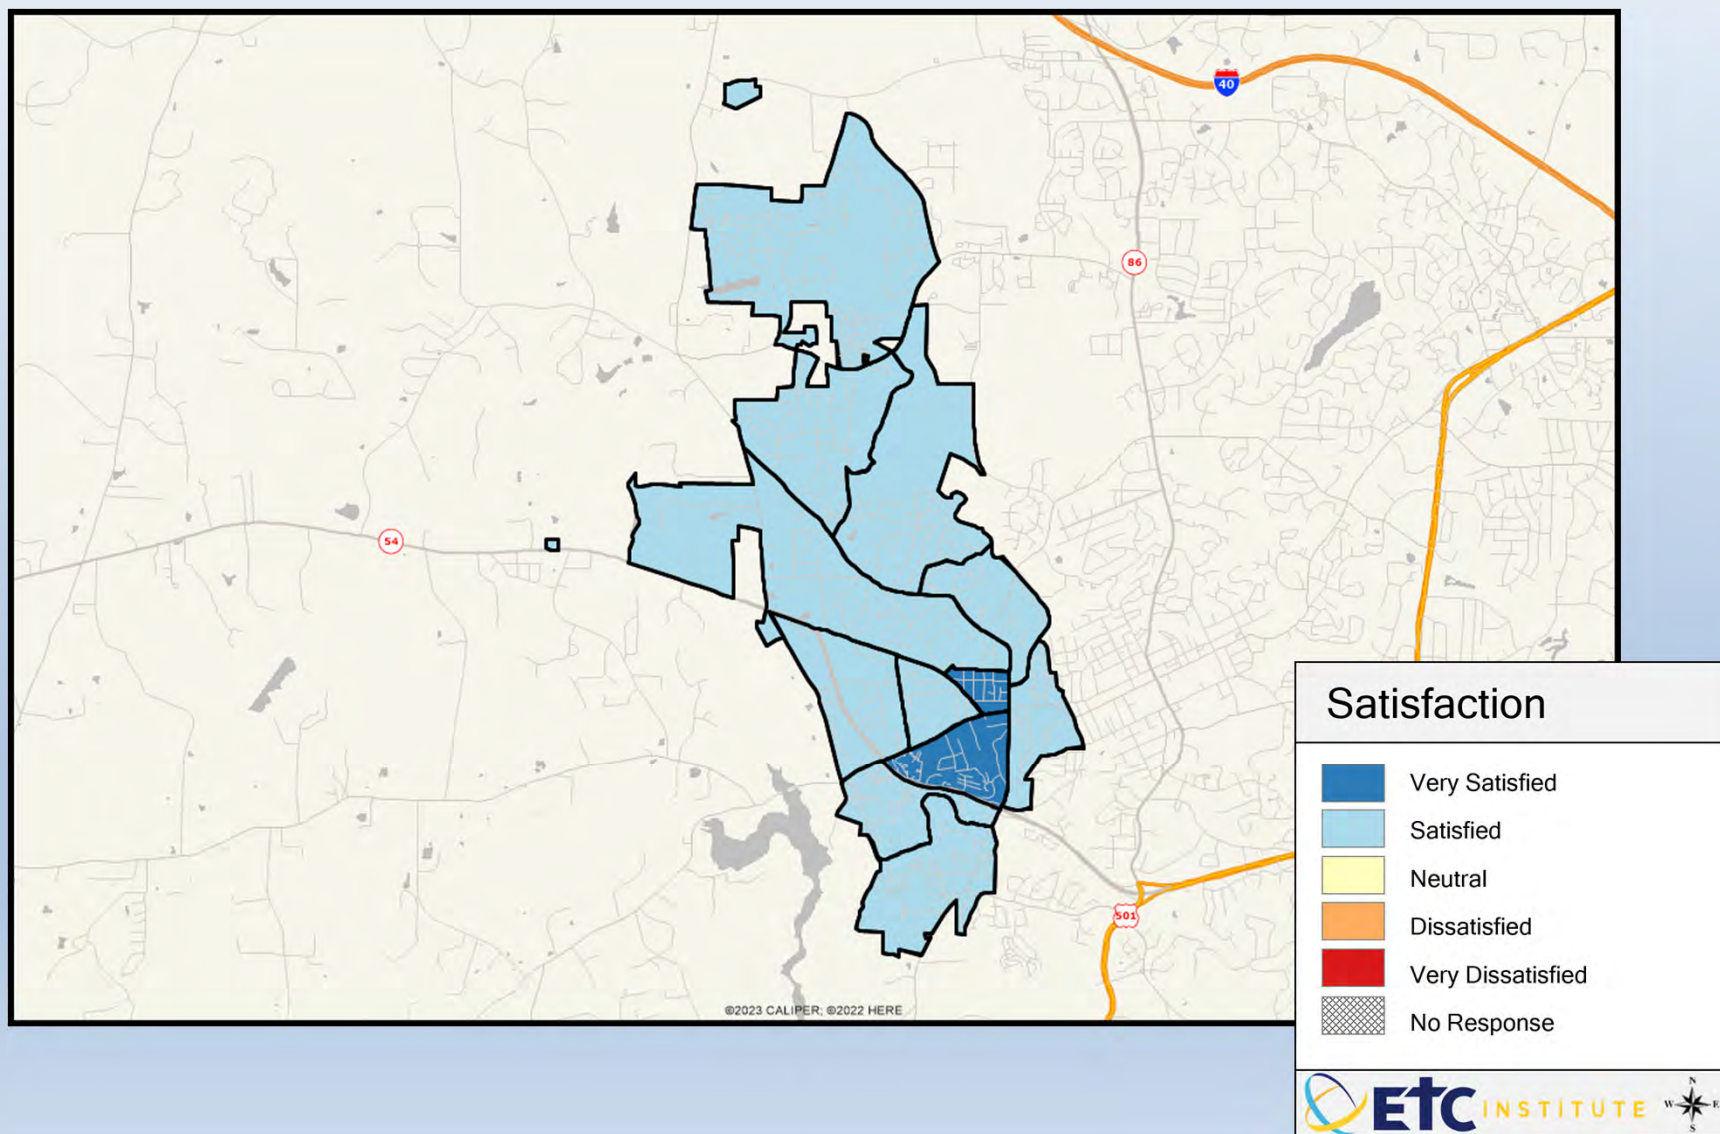 40
86
54
501
©2023 CALIPER; ©2022 HERE
Satisfaction
Very Satisfied
Satisfied
Neutral
Dissatisfied
Very Dissatisfied
No Response
ETC INSTITUTE
N
W E
S